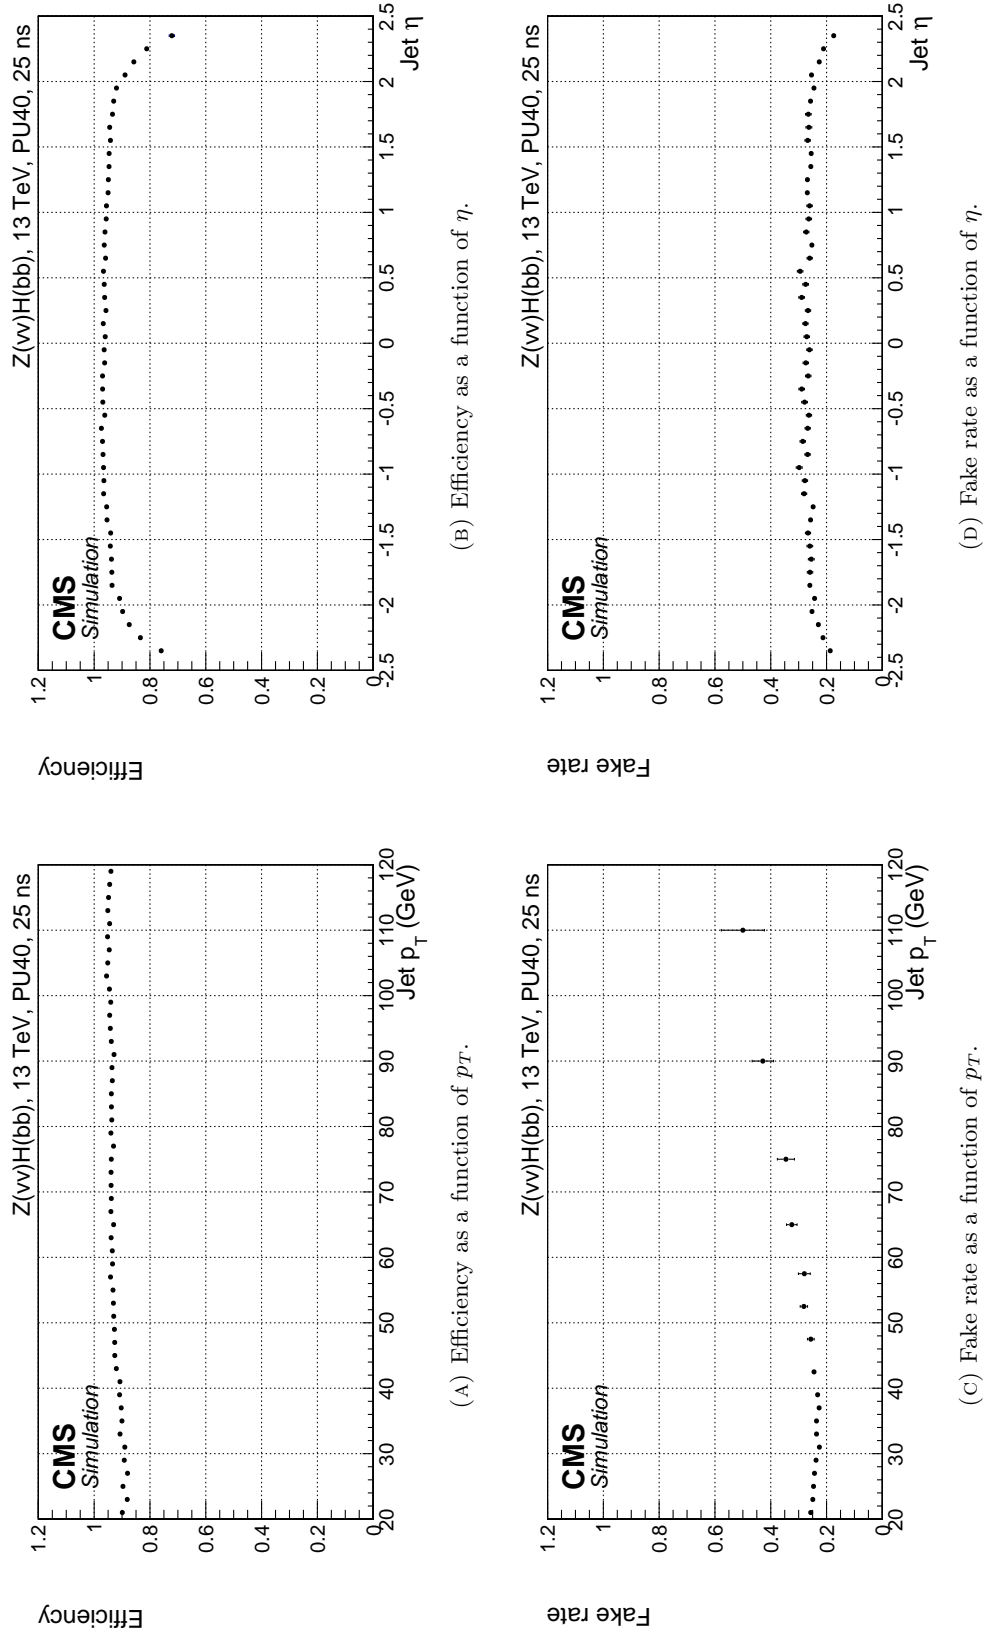 Z(νν)H(bb), 13 TeV, PU40, 25 ns
CMS
Simulation
Efficiency
1.2
1
0.8
0.6
0.4
0.2
0
20 30 40 50 60 70 80 90 100 110 120
Jet p_T (GeV)
(A) Efficiency as a function of p_T.
Z(νν)H(bb), 13 TeV, PU40, 25 ns
CMS
Simulation
Efficiency
1.2
1
0.8
0.6
0.4
0.2
0
-2.5 -2 -1.5 -1 -0.5 0 0.5 1 1.5 2 2.5
Jet η
(B) Efficiency as a function of η.
Z(νν)H(bb), 13 TeV, PU40, 25 ns
CMS
Simulation
Fake rate
1.2
1
0.8
0.6
0.4
0.2
0
20 30 40 50 60 70 80 90 100 110 120
Jet p_T (GeV)
(C) Fake rate as a function of p_T.
Z(νν)H(bb), 13 TeV, PU40, 25 ns
CMS
Simulation
Fake rate
1.2
1
0.8
0.6
0.4
0.2
0
-2.5 -2 -1.5 -1 -0.5 0 0.5 1 1.5 2 2.5
Jet η
(D) Fake rate as a function of η.